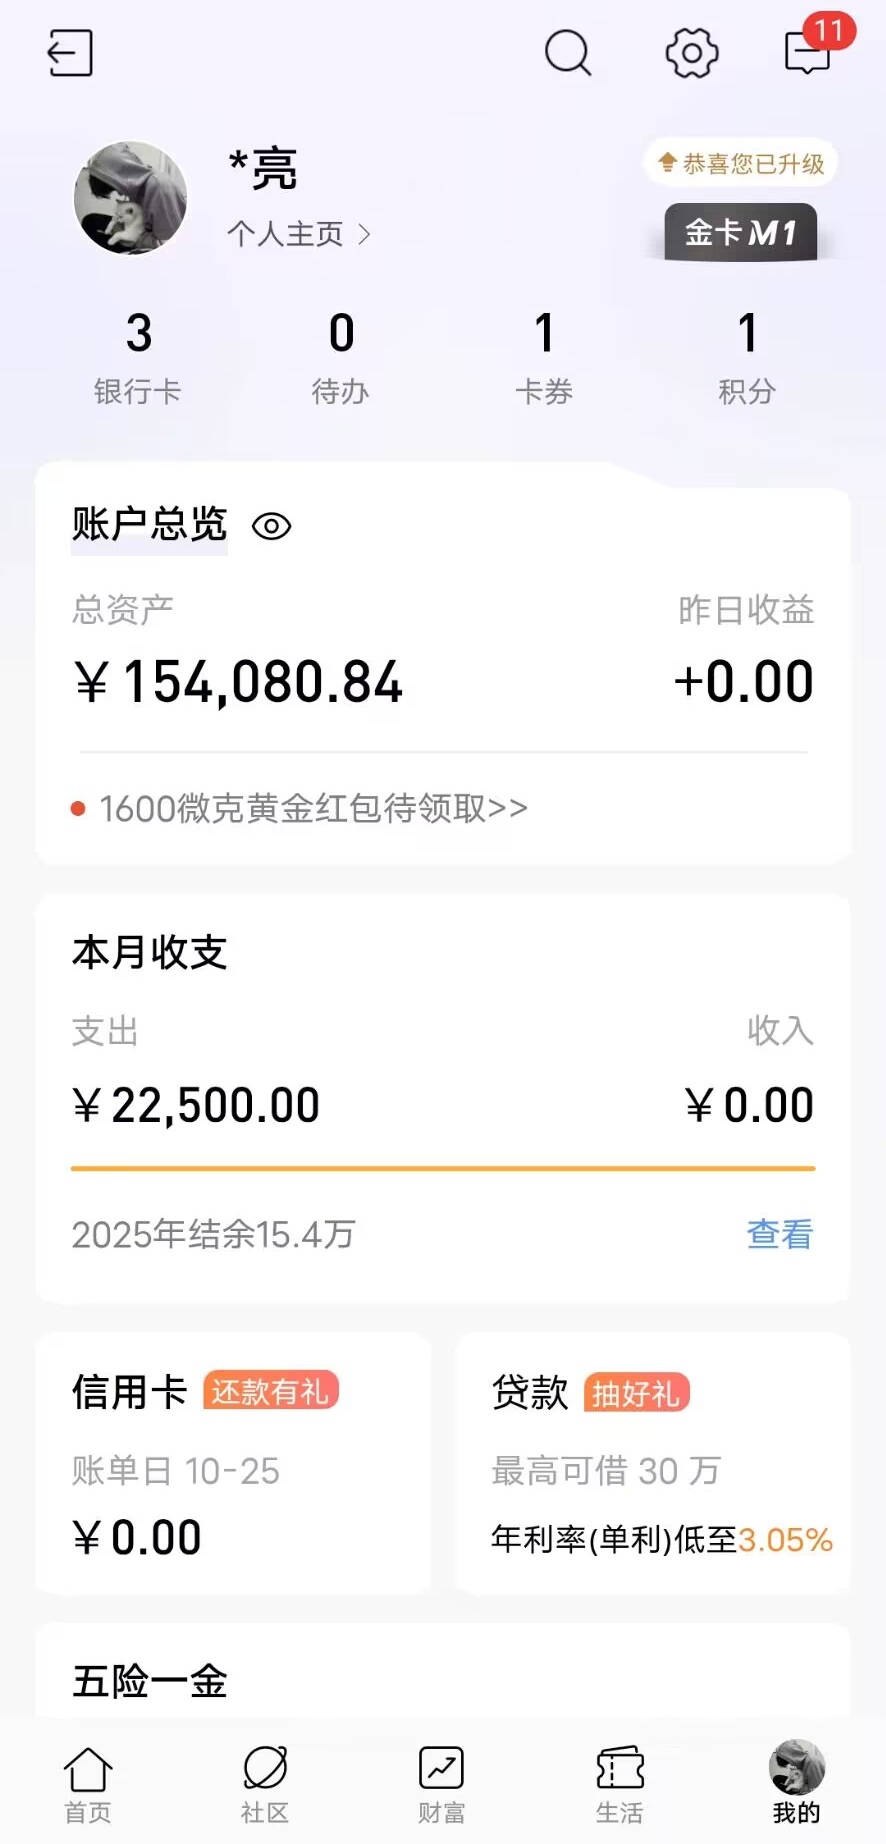 11
*亮
恭喜您已升级
个人主页 >
金卡M1
3 0 1 1
银行卡 待办 卡券 积分
账户总览
总资产 昨日收益
￥154,080.84 +0.00
1600微克黄金红包待领取>>
本月收支
支出 收入
￥22,500.00 ￥0.00
2025年结余15.4万 查看
信用卡 还款有礼
账单日 10-25
￥0.00
贷款 抽好礼
最高可借 30 万
年利率(单利)低至3.05%
五险一金
首页 社区 财富 生活 我的